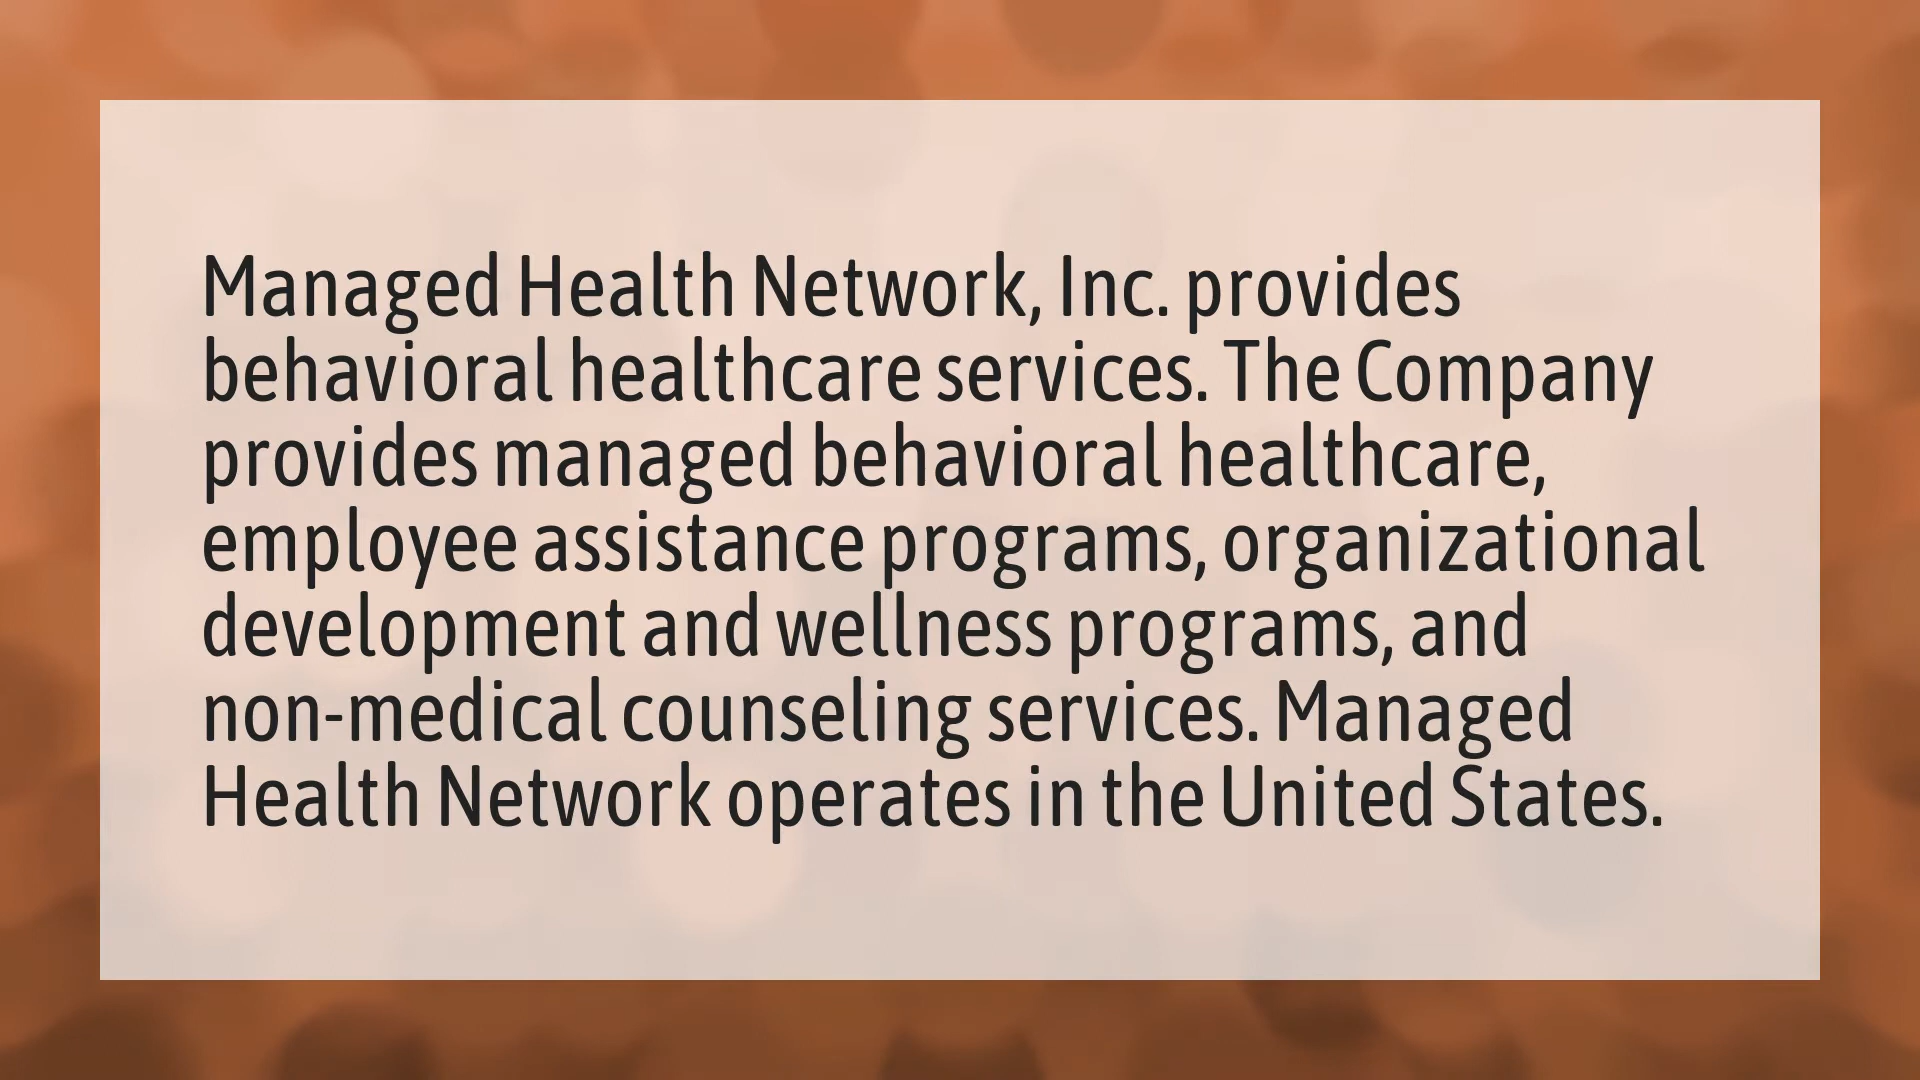 Managed Health Network, Inc. provides
behavioral healthcare services. The Company
provides managed behavioral healthcare,
employee assistance programs, organizational
development and wellness programs, and
non-medical counseling services. Managed
Health Network operates in the United States.